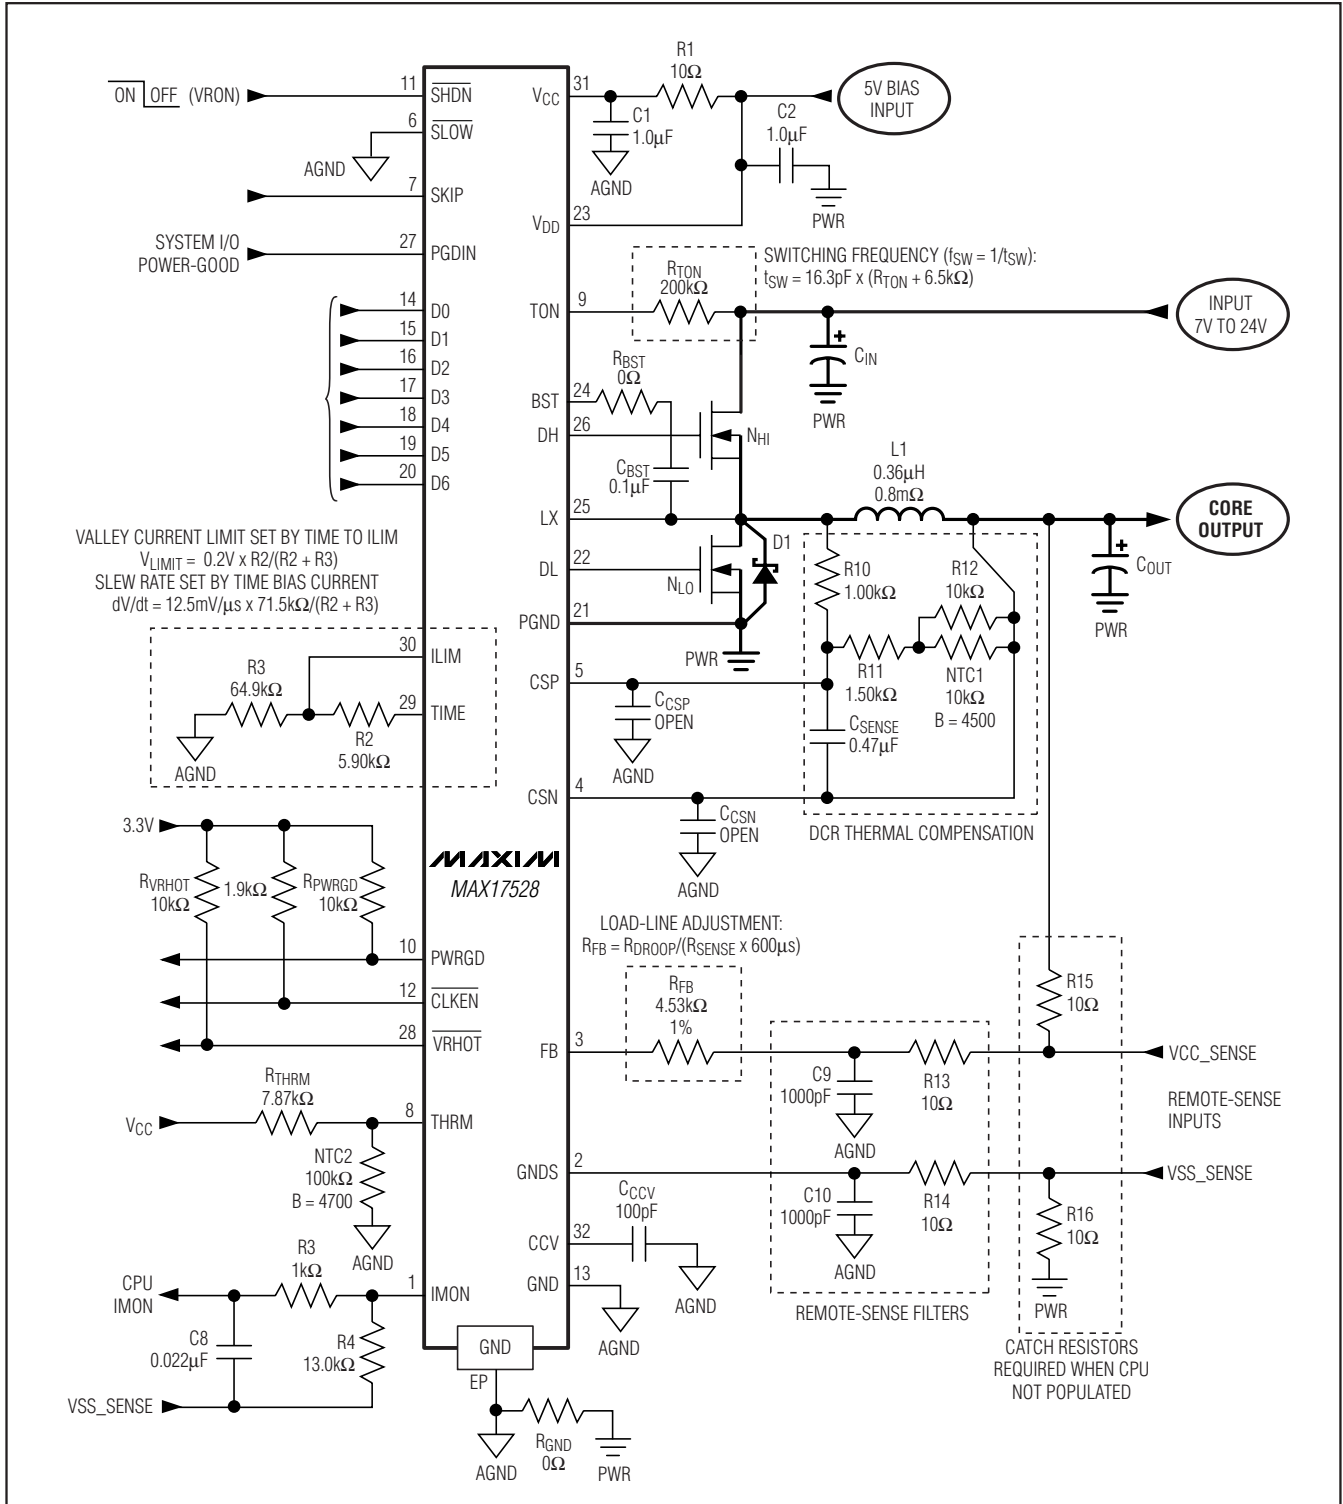 ON OFF (VRON)
11
SHDN
6
SLOW
AGND
7
SKIP
SYSTEM I/O
POWER-GOOD
27
PGDIN
14
D0
15
D1
16
D2
17
D3
18
D4
19
D5
20
D6
VALLEY CURRENT LIMIT SET BY TIME TO ILIM
VLIMIT = 0.2V x R2/(R2 + R3)
SLEW RATE SET BY TIME BIAS CURRENT
dV/dt = 12.5mV/μs x 71.5kΩ/(R2 + R3)
30
ILIM
R3
64.9kΩ
29
TIME
R2
5.90kΩ
AGND
3.3V
RVRHOT
10kΩ
1.9kΩ
RPWRGD
10kΩ
MAXIM
MAX17528
10
PWRGD
12
CLKEN
28
VRHOT
RTHRM
7.87kΩ
VCC
8
THRM
NTC2
100kΩ
B = 4700
AGND
R3
1kΩ
CPU
IMON
1
IMON
C8
0.022μF
R4
13.0kΩ
VSS_SENSE
GND
EP
AGND
RGND
0Ω
PWR
VCC
31
R1
10Ω
5V BIAS
INPUT
C1
1.0μF
AGND
C2
1.0μF
PWR
VDD
23
SWITCHING FREQUENCY (fSW = 1/tSW):
tSW = 16.3pF x (RTON + 6.5kΩ)
RTON
200kΩ
TON
9
INPUT
7V TO 24V
CIN
PWR
RBST
0Ω
BST
24
DH
26
NHI
CBST
0.1μF
L1
0.36μH
0.8mΩ
LX
25
CORE
OUTPUT
D1
DL
22
NLO
COUT
PWR
PGND
21
PWR
R10
1.00kΩ
R12
10kΩ
R11
1.50kΩ
NTC1
10kΩ
B = 4500
CSP
5
CCSP
OPEN
AGND
CSENSE
0.47μF
CSN
4
CCSN
OPEN
AGND
DCR THERMAL COMPENSATION
LOAD-LINE ADJUSTMENT:
RFB = RDROOP/(RSENSE x 600μs)
RFB
4.53kΩ
1%
FB
3
R15
10Ω
VCC_SENSE
C9
1000pF
AGND
R13
10Ω
REMOTE-SENSE
INPUTS
GNDS
2
VSS_SENSE
C10
1000pF
AGND
R14
10Ω
R16
10Ω
PWR
CCCV
100pF
CCV
32
AGND
GND
13
AGND
REMOTE-SENSE FILTERS
CATCH RESISTORS
REQUIRED WHEN CPU
NOT POPULATED